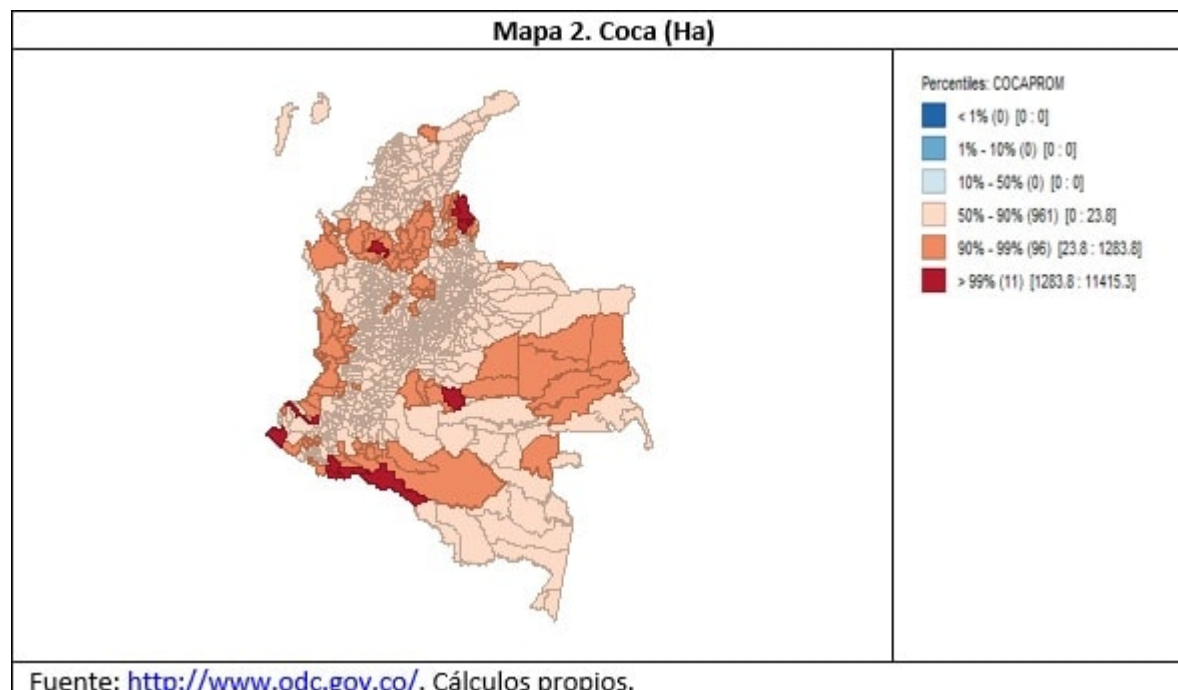 Mapa 2. Coca (Ha)
Percentiles: COCAPROM
< 1% (0) [0 : 0]
1% - 10% (0) [0 : 0]
10% - 50% (0) [0 : 0]
50% - 90% (961) [0 : 23.8]
90% - 99% (96) [23.8 : 1283.8]
> 99% (11) [1283.8 : 11415.3]
Fuente: http://www.odc.gov.co/. Cálculos propios.